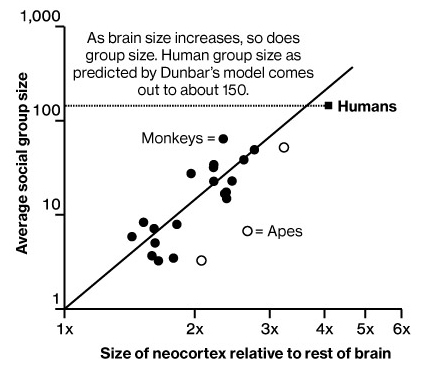 1,000
As brain size increases, so does
group size. Human group size as
predicted by Dunbar's model comes
out to about 150.
100
Humans
Monkeys =
10
= Apes
1
1x 2x 3x 4x 5x 6x
Average social group size
Size of neocortex relative to rest of brain